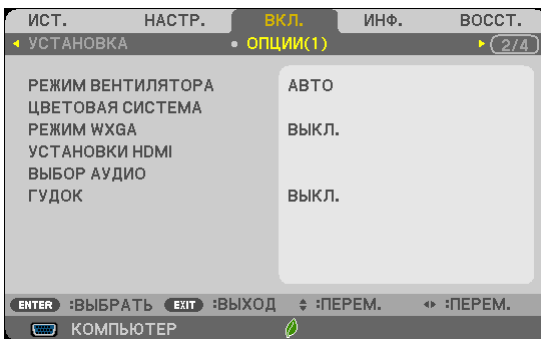 ИСТ. НАСТР. ВКЛ. ИНФ. ВОССТ.
УСТАНОВКА • ОПЦИИ(1) 2/4
РЕЖИМ ВЕНТИЛЯТОРА АВТО
ЦВЕТОВАЯ СИСТЕМА
РЕЖИМ WXGA ВЫКЛ.
УСТАНОВКИ HDMI
ВЫБОР АУДИО
ГУДОК ВЫКЛ.
ENTER :ВЫБРАТЬ EXIT :ВЫХОД :ПЕРЕМ. :ПЕРЕМ.
КОМПЬЮТЕР